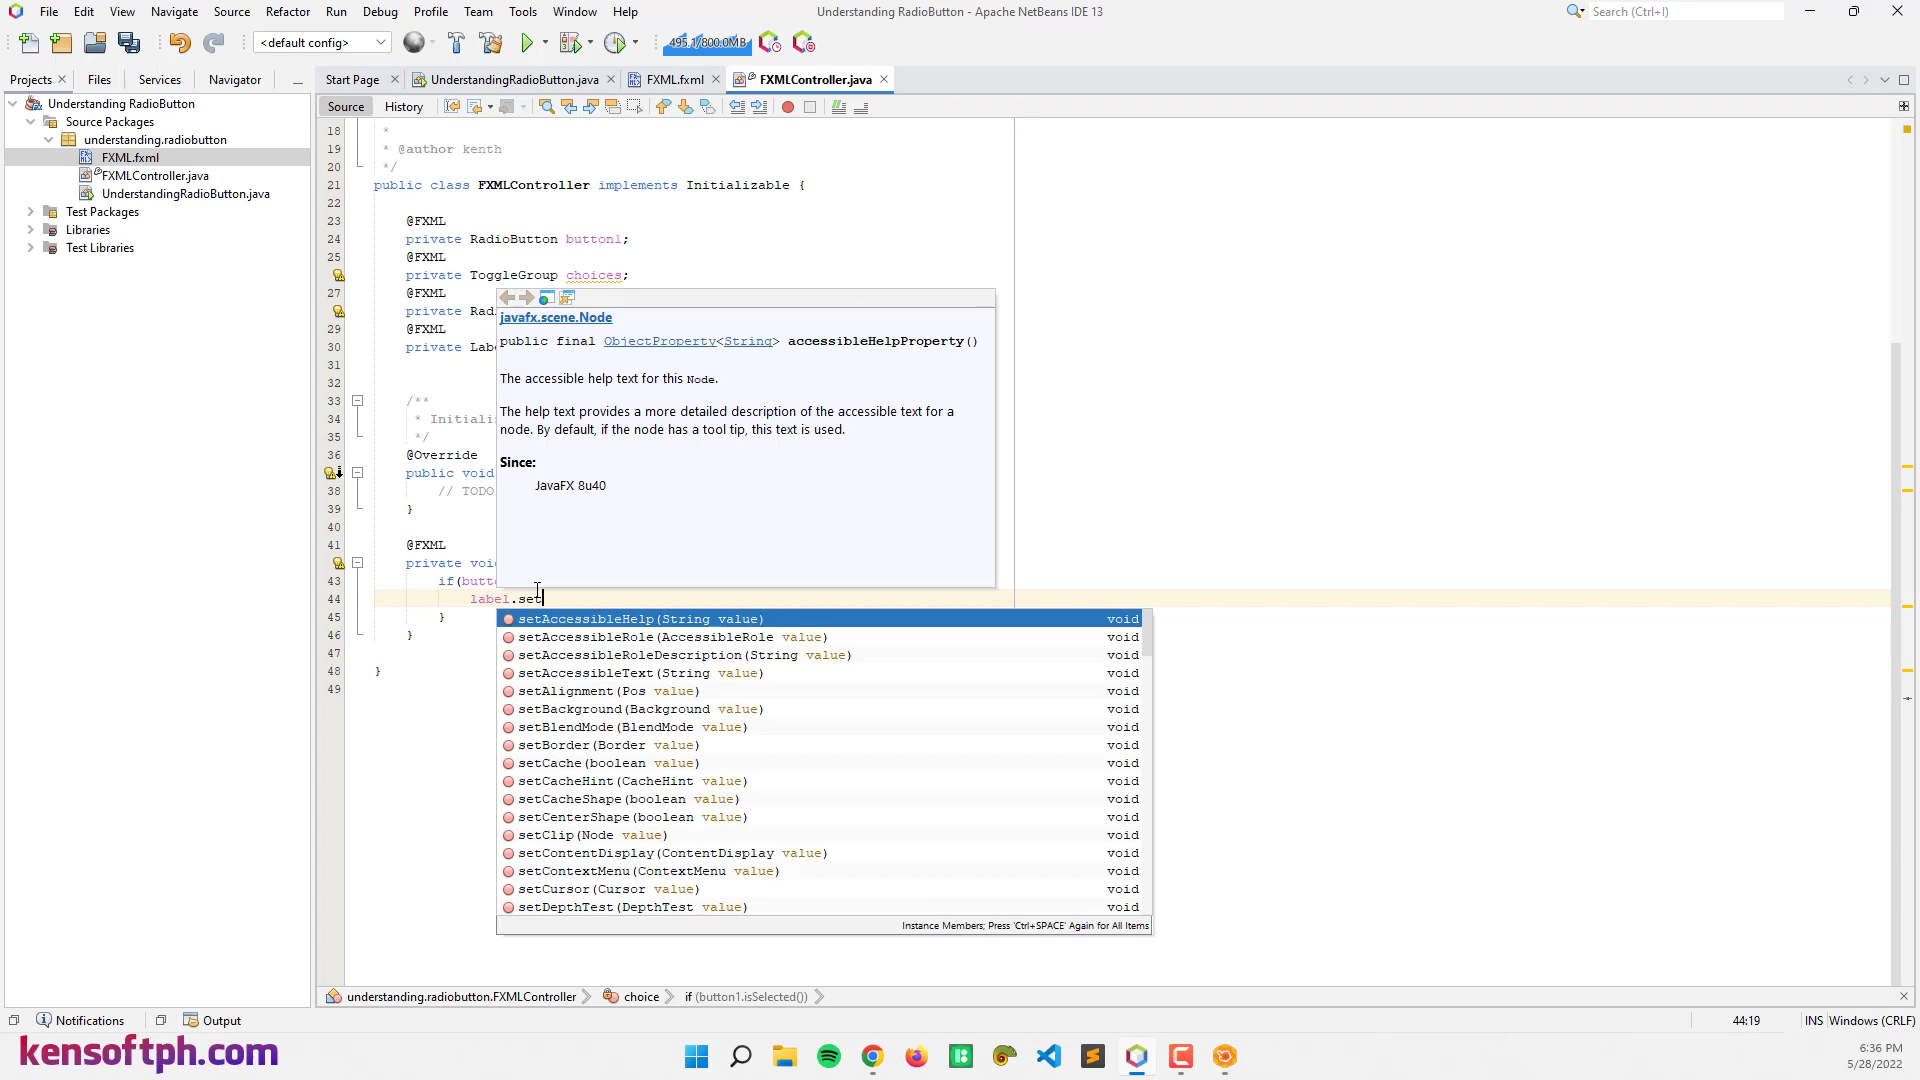 File Edit View Navigate Source Refactor Run Debug Profile Team Tools Window Help
Understanding RadioButton - Apache NetBeans IDE 13
Search (Ctrl+I)
<default config>
495.1/800.0MB
Projects Files Services Navigator
Start Page UnderstandingRadioButton.java FXML.fxml FXMLController.java
Understanding RadioButton
Source Packages
understanding.radiobutton
FXML.fxml
FXMLController.java
UnderstandingRadioButton.java
Test Packages
Libraries
Test Libraries
Source History
18 *
19 * @author kenth
20 */
21 public class FXMLController implements Initializable {
22
23 @FXML
24 private RadioButton button1;
25 @FXML
private ToggleGroup choices;
27 @FXML
private Rad
29 @FXML
30 private Labe
31
32
33 /**
34 * Initiali
35 */
36 @Override
public void
38 // TODO
39 }
40
41 @FXML
private voi
43 if(butto
44 label.set
45 }
46 }
47
48 }
49
javafx.scene.Node
public final ObjectProperty<String> accessibleHelpProperty()
The accessible help text for this Node.
The help text provides a more detailed description of the accessible text for a
node. By default, if the node has a tool tip, this text is used.
Since:
JavaFX 8u40
setAccessibleHelp(String value) void
setAccessibleRole(AccessibleRole value) void
setAccessibleRoleDescription(String value) void
setAccessibleText(String value) void
setAlignment(Pos value) void
setBackground(Background value) void
setBlendMode(BlendMode value) void
setBorder(Border value) void
setCache(boolean value) void
setCacheHint(CacheHint value) void
setCacheShape(boolean value) void
setCenterShape(boolean value) void
setClip(Node value) void
setContentDisplay(ContentDisplay value) void
setContextMenu(ContextMenu value) void
setCursor(Cursor value) void
setDepthTest(DepthTest value) void
Instance Members; Press 'Ctrl+SPACE' Again for All Items
understanding.radiobutton.FXMLController choice if (button1.isSelected())
Notifications Output
44:19 INS Windows (CRLF)
kensoftph.com
6:36 PM
5/28/2022